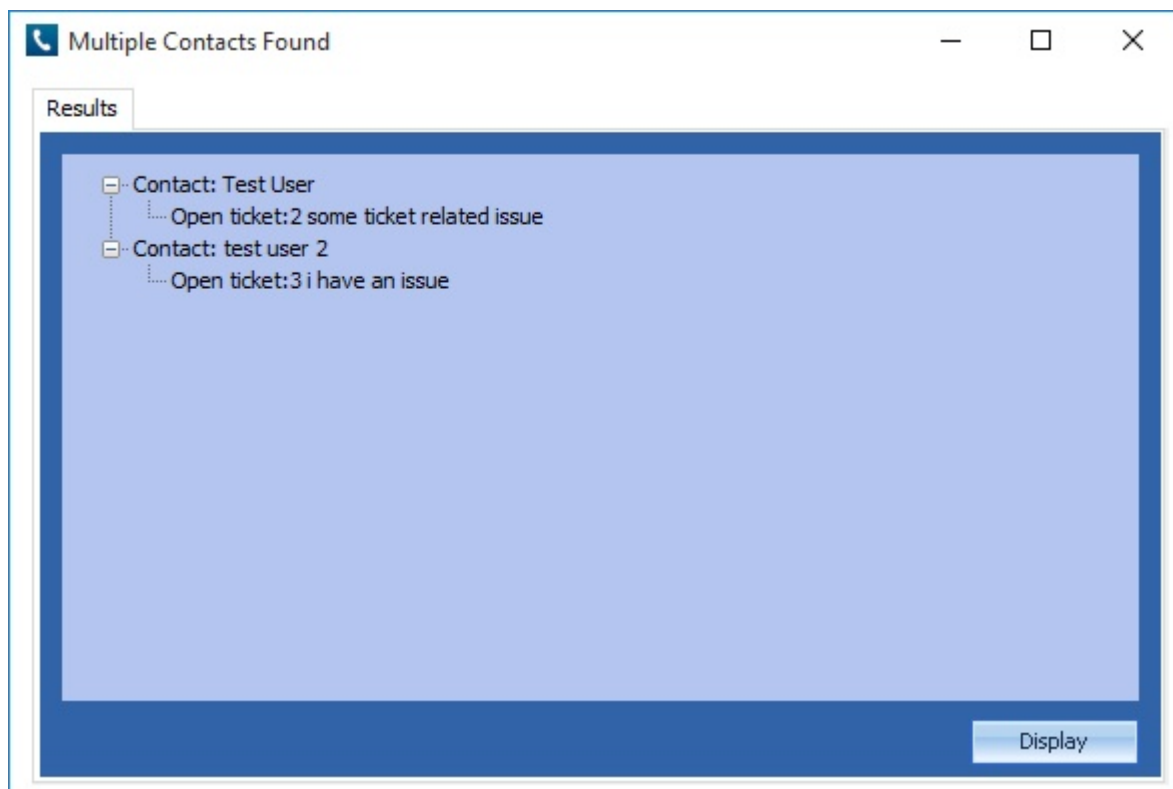 Multiple Contacts Found
Results
Contact: Test User
Open ticket:2 some ticket related issue
Contact: test user 2
Open ticket:3 i have an issue
Display